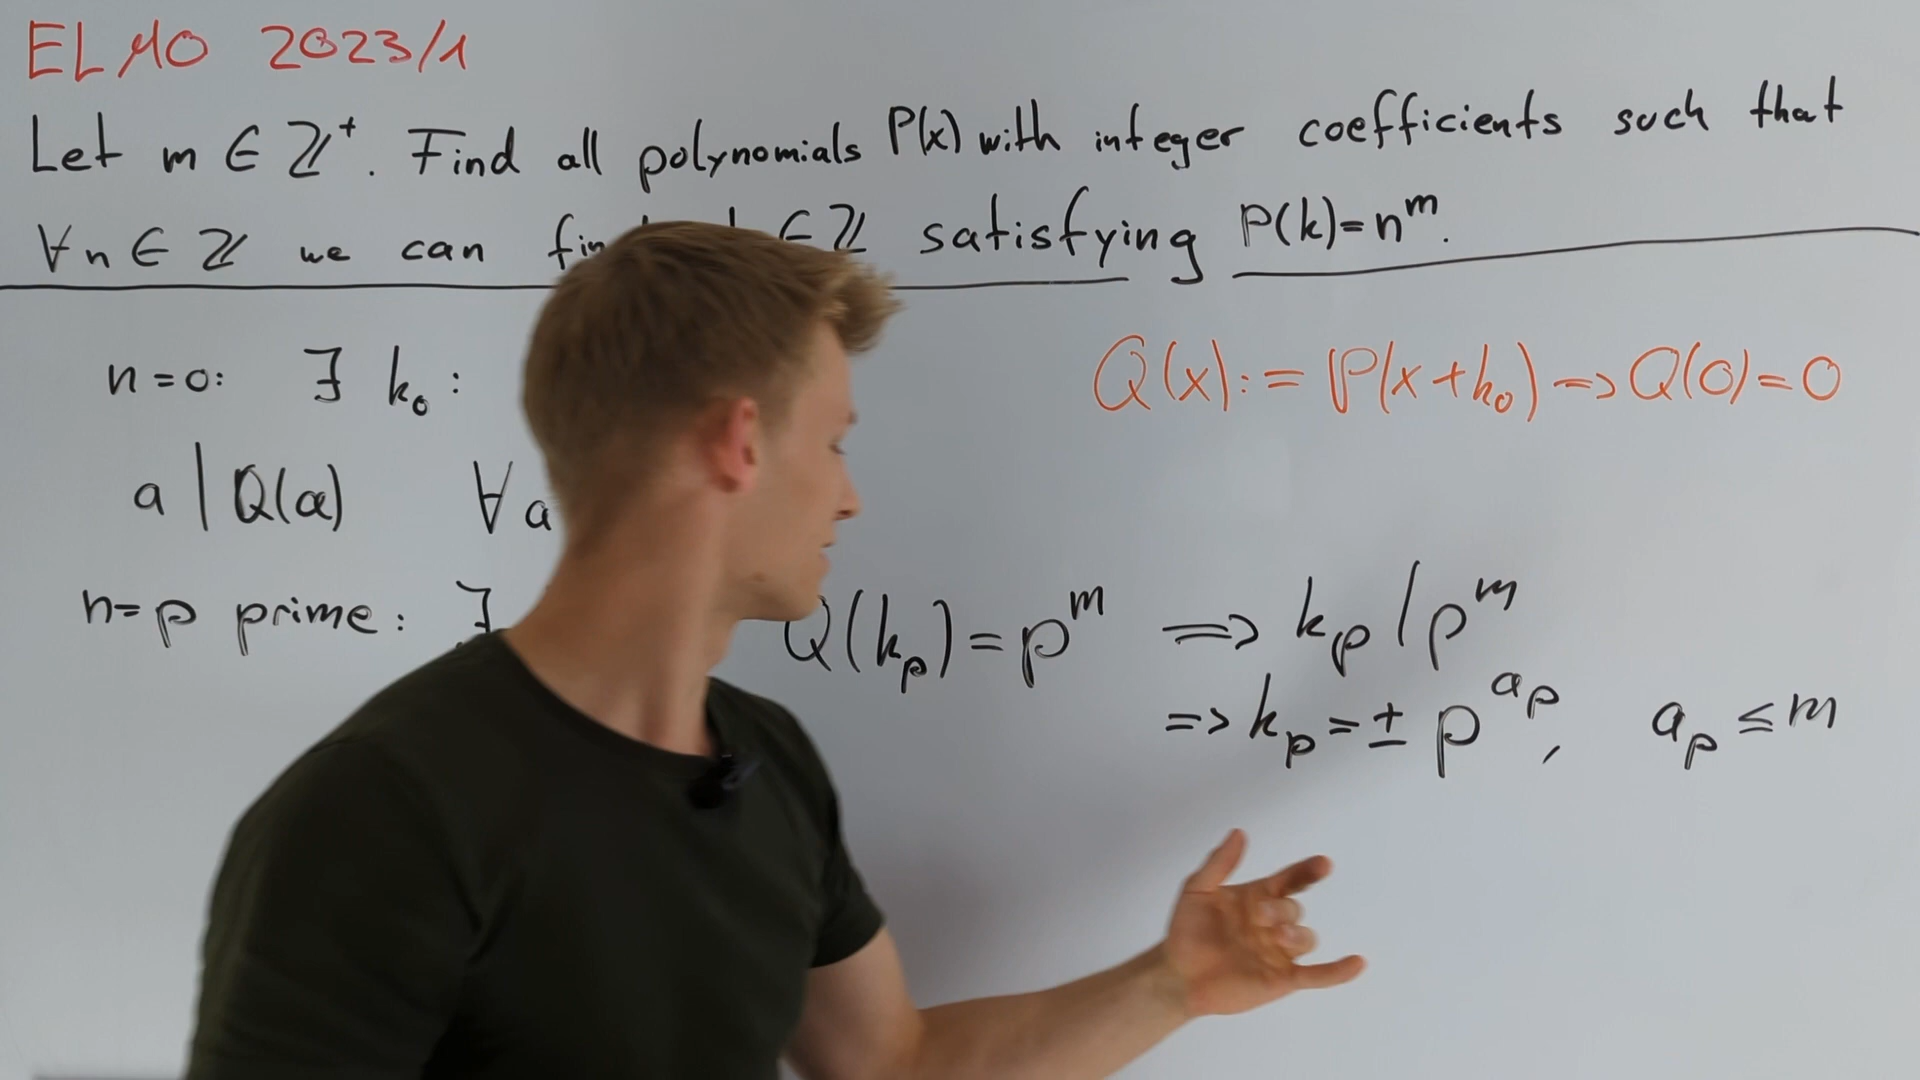 ELMO 2023/1
Let m ∈ ℤ⁺. Find all polynomials P(x) with integer coefficients such that
∀n ∈ ℤ we can ∈ ℤ satisfying P(k)=nᵐ.
n=0: ∃ k₀:
Q(x):= P(x+k₀) => Q(0)=0
a | Q(a) ∀a
n=p prime: ∃ Q(kₚ)=pᵐ => kₚ | pᵐ
=> kₚ = ± p^(aₚ), aₚ ≤ m